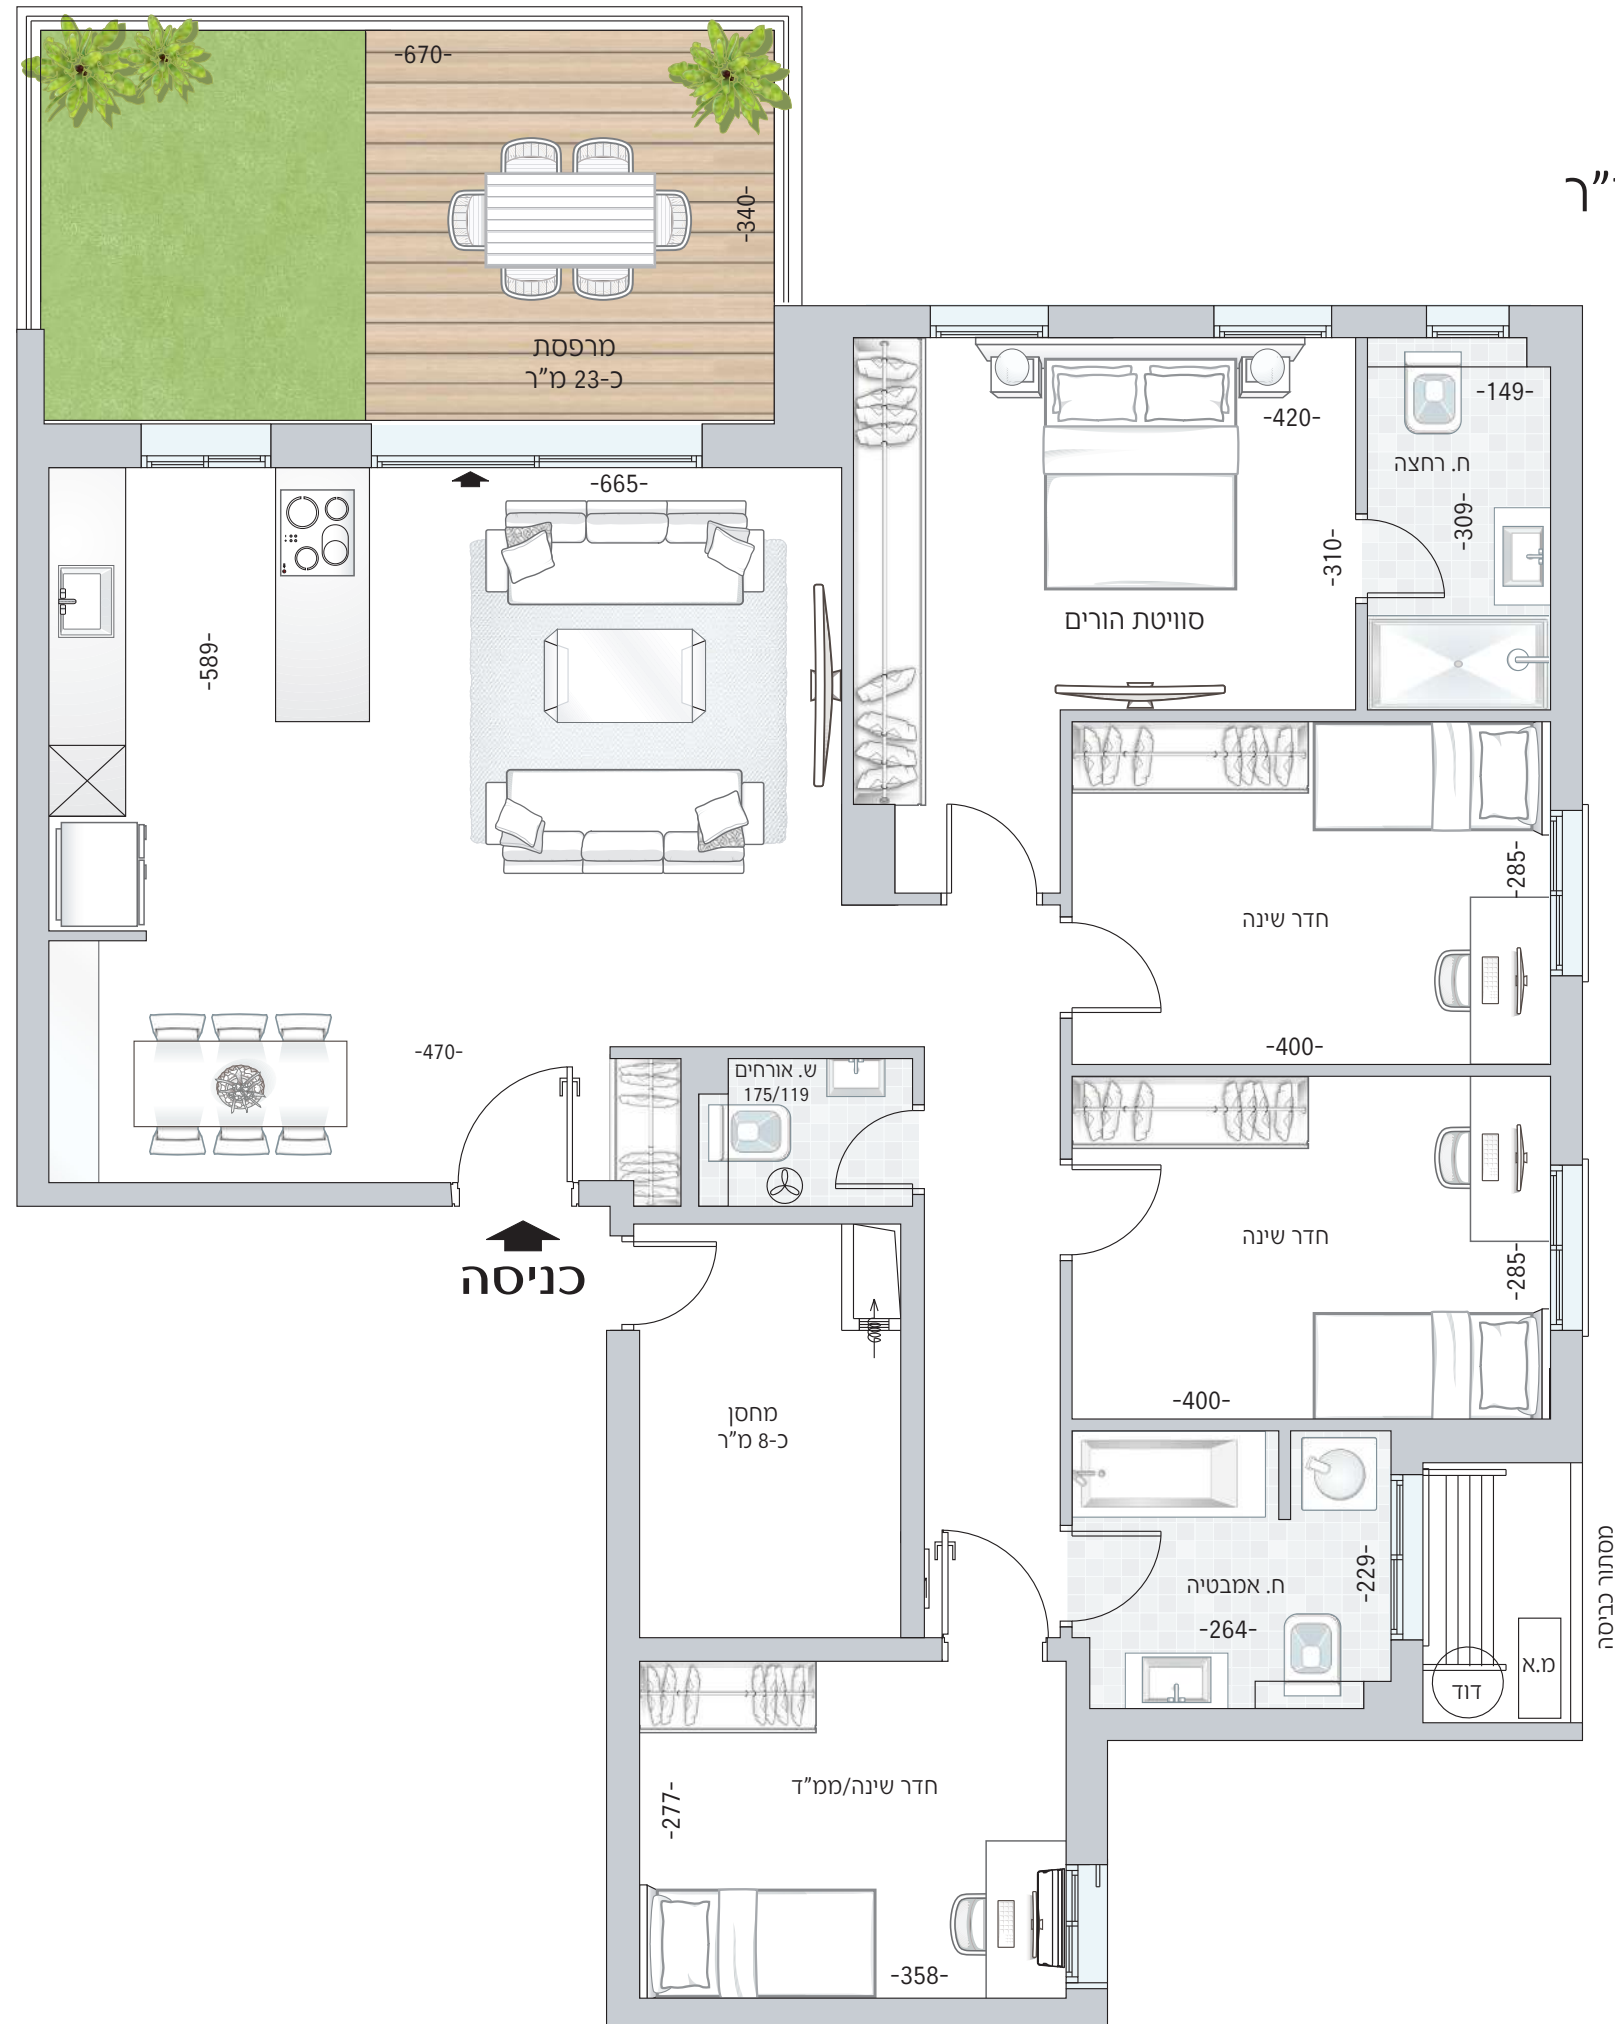 -670-
-340-
מרפסת
כ-23 מ"ר
-665-
-589-
-420-
-310-
סוויטת הורים
-149-
ח. רחצה
-309-
-285-
חדר שינה
-400-
-470-
ש. אורחים
175/119
כניסה
חדר שינה
-285-
-400-
מחסן
כ-8 מ"ר
ח. אמבטיה
-229-
-264-
מסתור כביסה
מ.א
דוד
חדר שינה/ממ"ד
-277-
-358-